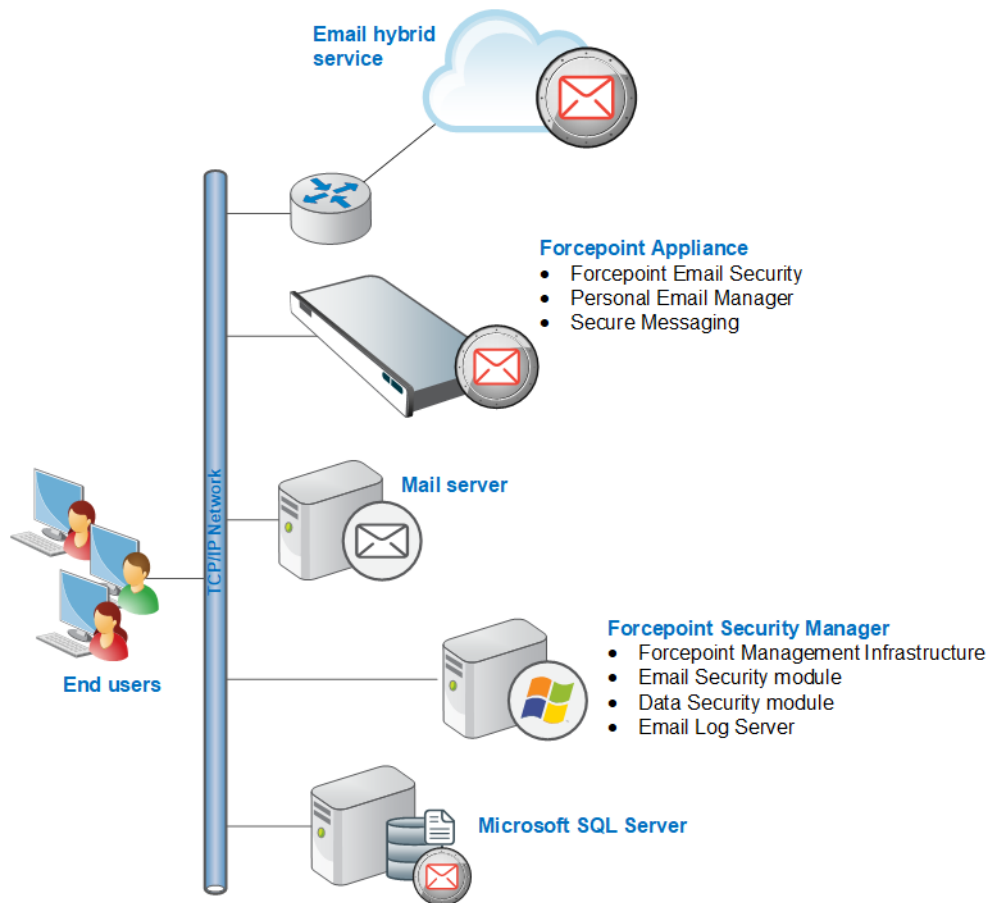 Email hybrid
service
Forcepoint Appliance
• Forcepoint Email Security
• Personal Email Manager
• Secure Messaging
Mail server
TCP/IP Network
End users
Forcepoint Security Manager
• Forcepoint Management Infrastructure
• Email Security module
• Data Security module
• Email Log Server
Microsoft SQL Server